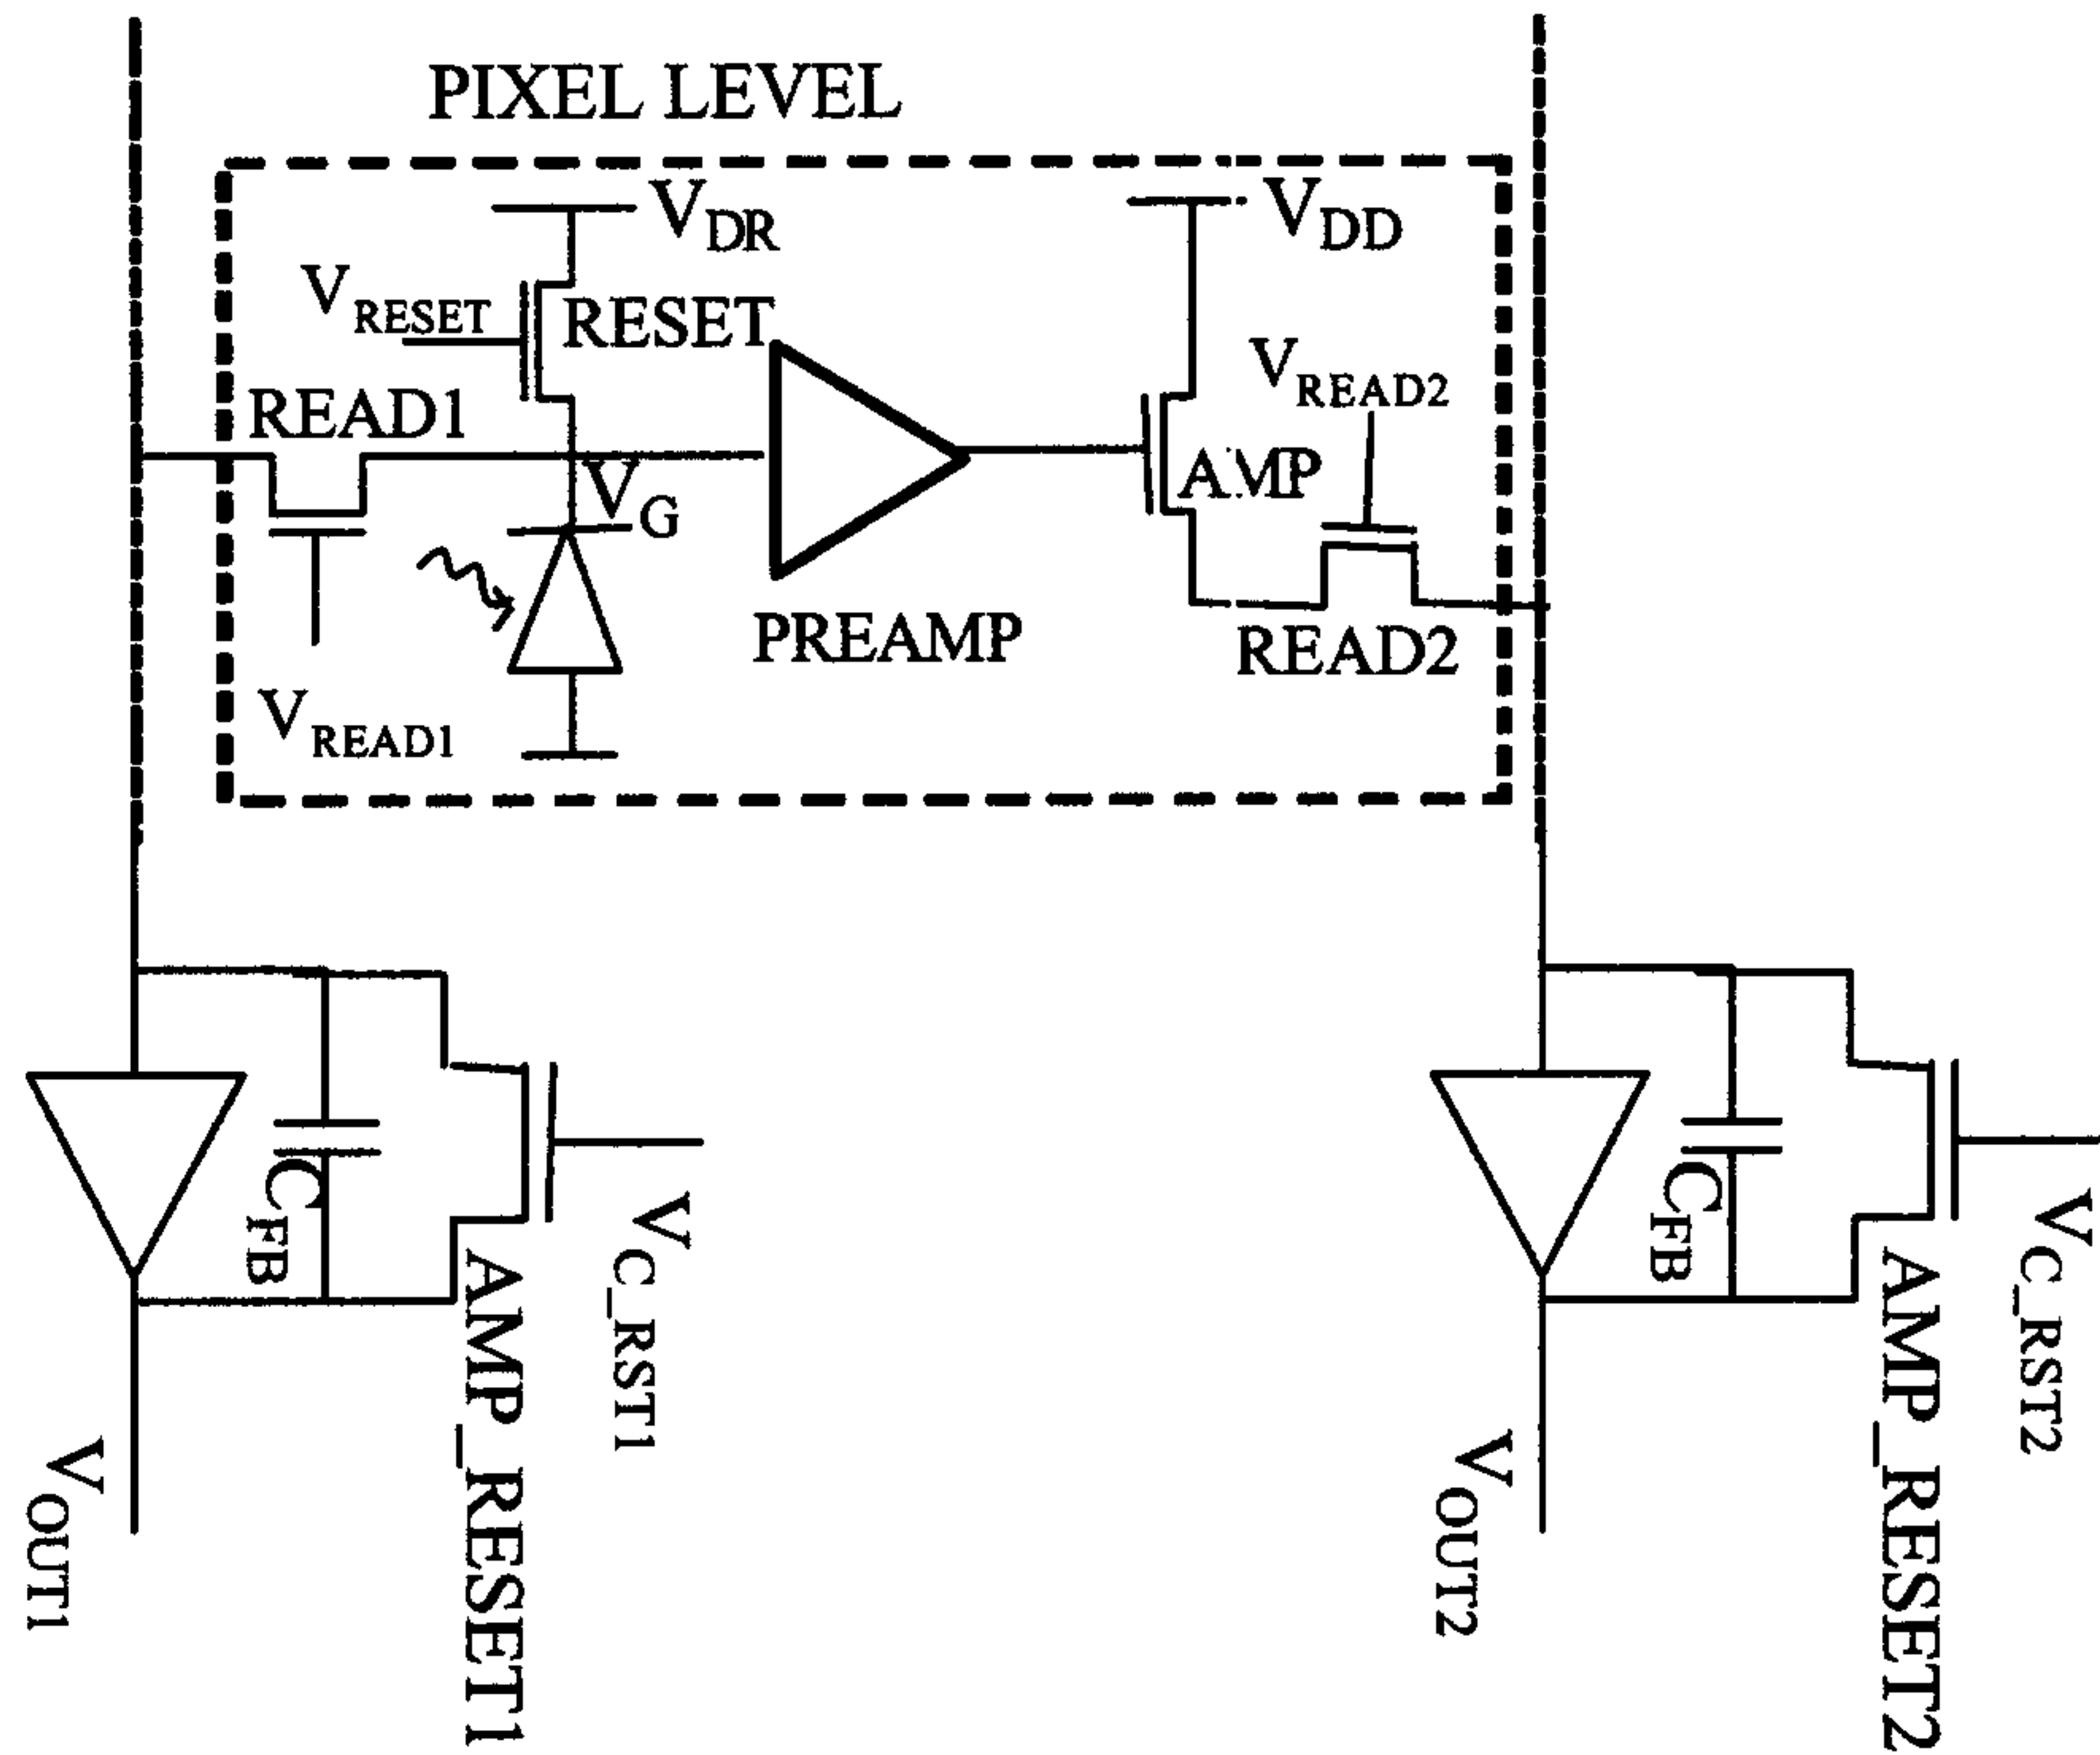 PIXEL LEVEL
VDR
VDD
VRESET
RESET
VREAD2
READ1
VG
AMP
PREAMP
READ2
VREAD1
CFB
VC_RST1
AMP_RESET1
VOUT1
CFB
VC_RST2
AMP_RESET2
VOUT2